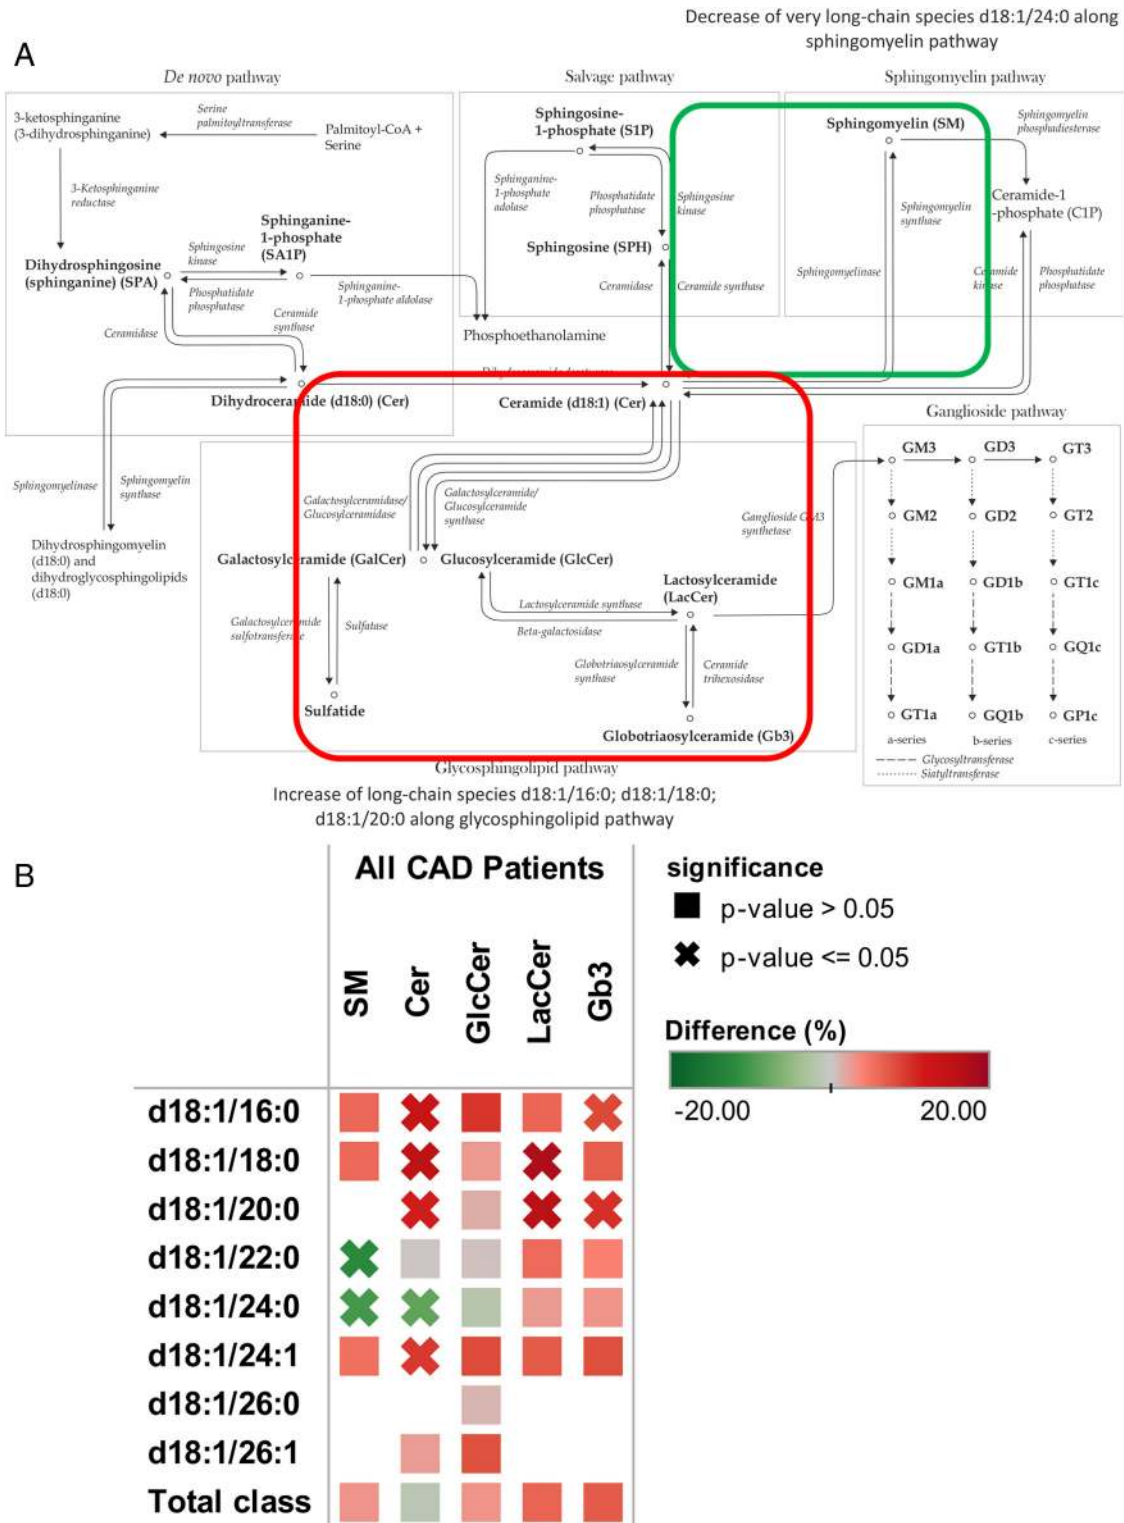 Decrease of very long-chain species d18:1/24:0 along
sphingomyelin pathway
A
De novo pathway
Salvage pathway
Sphingomyelin pathway
3-ketosphinganine
(3-dihydrosphinganine)
Serine
palmitoyltransferase
Palmitoyl-CoA +
Serine
3-Ketosphinganine
reductase
Sphinganine-
1-phosphate
(SA1P)
Dihydrosphingosine
(sphinganine) (SPA)
Sphingosine
kinase
Phosphatidate
phosphatase
Ceramide
synthase
Ceramidase
Sphinganine-
1-phosphate aldolase
Dihydroceramide (d18:0) (Cer)
Sphingosine-
1-phosphate (S1P)
Sphinganine-
1-phosphate
adolase
Phosphatidate
phosphatase
Sphingosine
kinase
Sphingosine (SPH)
Ceramidase
Ceramide synthase
Phosphoethanolamine
Ceramide (d18:1) (Cer)
Sphingomyelin (SM)
Sphingomyelin
phosphadiesterase
Sphingomyelin
synthase
Sphingomyelinase
Ceramide-1
-phosphate (C1P)
Ceramide
kinase
Phosphatidate
phosphatase
Sphingomyelinase
Sphingomyelin
synthase
Dihydrosphingomyelin
(d18:0) and
dihydroglycosphingolipids
(d18:0)
Galactosylceramidase/
Glucosylceramidase
Galactosylceramide/
Glucosylceramide
synthase
Galactosylceramide (GalCer)
Glucosylceramide (GlcCer)
Galactosylceramide
sulfotransferase
Sulfatase
Sulfatide
Lactosylceramide synthase
Beta-galactosidase
Lactosylceramide
(LacCer)
Globotriaosylceramide
synthase
Ceramide
trihexosidase
Globotriaosylceramide (Gb3)
Ganglioside GM3
synthetase
Glycosphingolipid pathway
Ganglioside pathway
GM3 GD3 GT3
GM2 GD2 GT2
GM1a GD1b GT1c
GD1a GT1b GQ1c
GT1a GQ1b GP1c
a-series b-series c-series
Glycosyltransferase
Siatyltransferase
Increase of long-chain species d18:1/16:0; d18:1/18:0;
d18:1/20:0 along glycosphingolipid pathway
B
All CAD Patients
SM Cer GlcCer LacCer Gb3
d18:1/16:0
d18:1/18:0
d18:1/20:0
d18:1/22:0
d18:1/24:0
d18:1/24:1
d18:1/26:0
d18:1/26:1
Total class
significance
p-value > 0.05
p-value <= 0.05
Difference (%)
-20.00 20.00